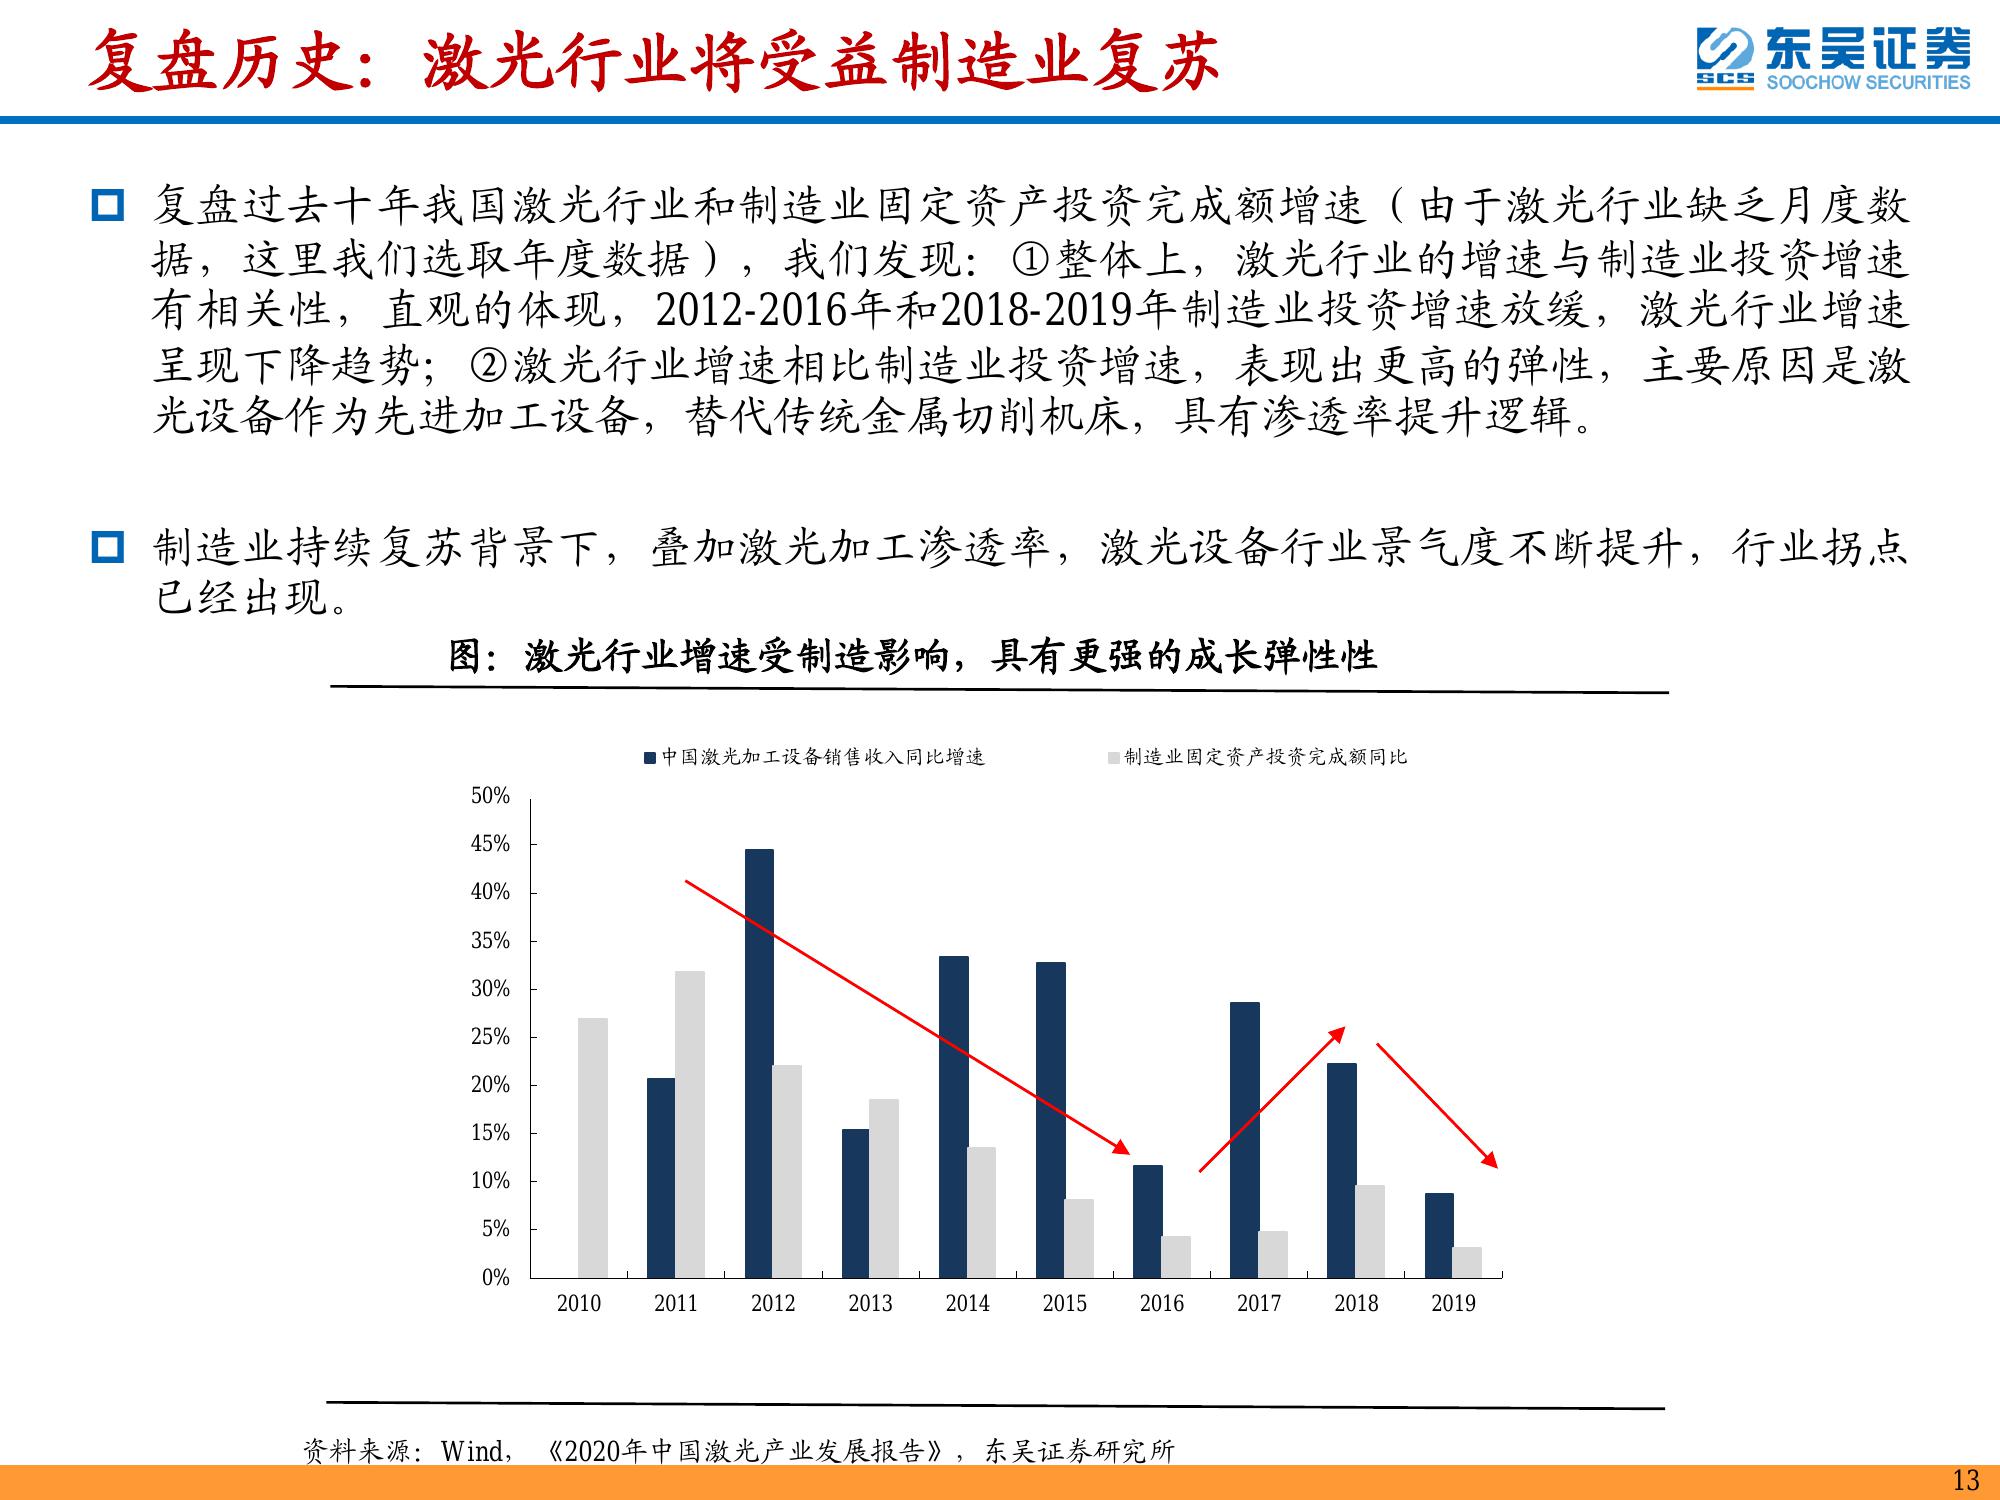 复盘历史：激光行业将受益制造业复苏
东吴证券
SCS
SOOCHOW SECURITIES
复盘过去十年我国激光行业和制造业固定资产投资完成额增速（由于激光行业缺乏月度数
据，这里我们选取年度数据），我们发现：①整体上，激光行业的增速与制造业投资增速
有相关性，直观的体现，2012-2016年和2018-2019年制造业投资增速放缓，激光行业增速
呈现下降趋势；②激光行业增速相比制造业投资增速，表现出更高的弹性，主要原因是激
光设备作为先进加工设备，替代传统金属切削机床，具有渗透率提升逻辑。
制造业持续复苏背景下，叠加激光加工渗透率，激光设备行业景气度不断提升，行业拐点
已经出现。
图：激光行业增速受制造影响，具有更强的成长弹性性
中国激光加工设备销售收入同比增速 制造业固定资产投资完成额同比
50%
45%
40%
35%
30%
25%
20%
15%
10%
5%
0%
2010 2011 2012 2013 2014 2015 2016 2017 2018 2019
资料来源：Wind，《2020年中国激光产业发展报告》，东吴证券研究所
13